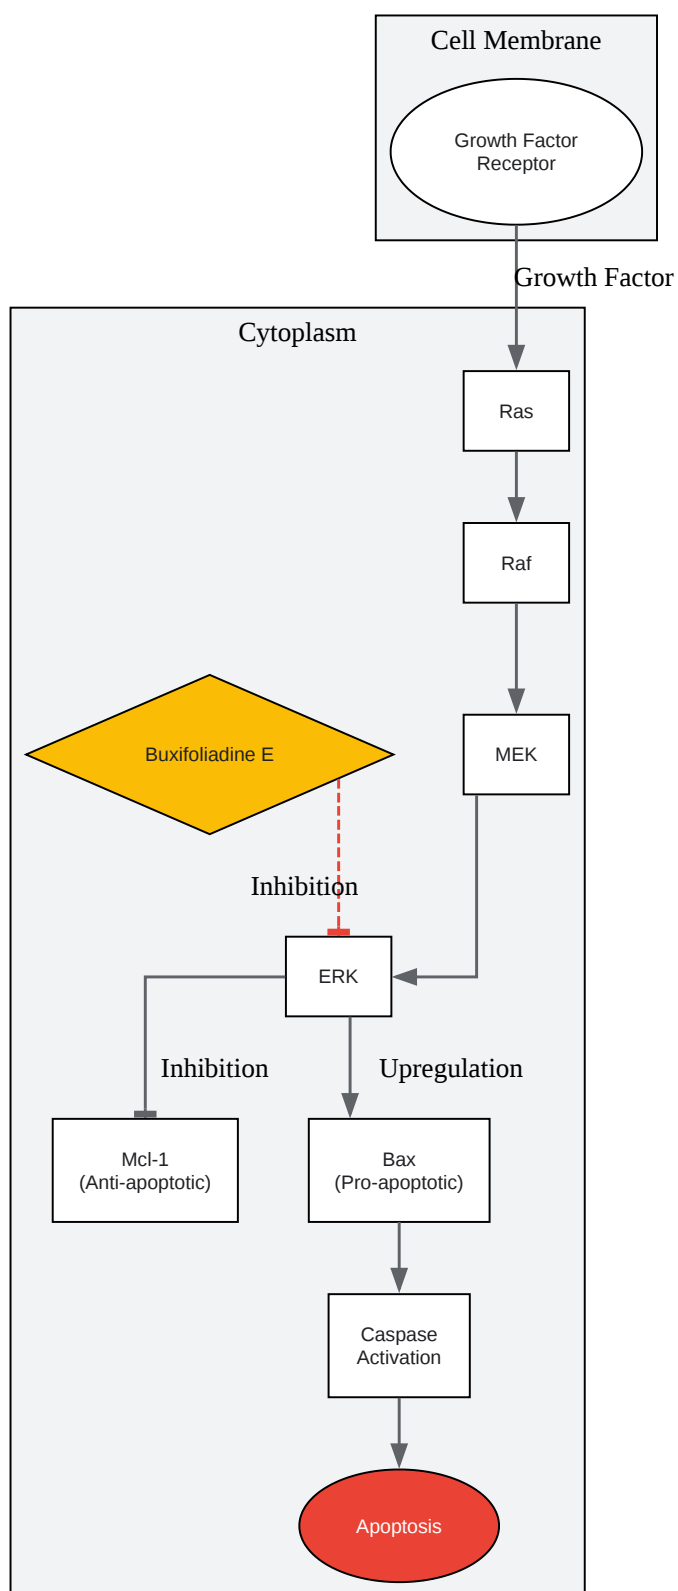 Cell Membrane
Growth Factor
Receptor
Growth Factor
Cytoplasm
Ras
Raf
Buxifoliadine E
MEK
Inhibition
ERK
Inhibition
Upregulation
Mcl-1
(Anti-apoptotic)
Bax
(Pro-apoptotic)
Caspase
Activation
Apoptosis